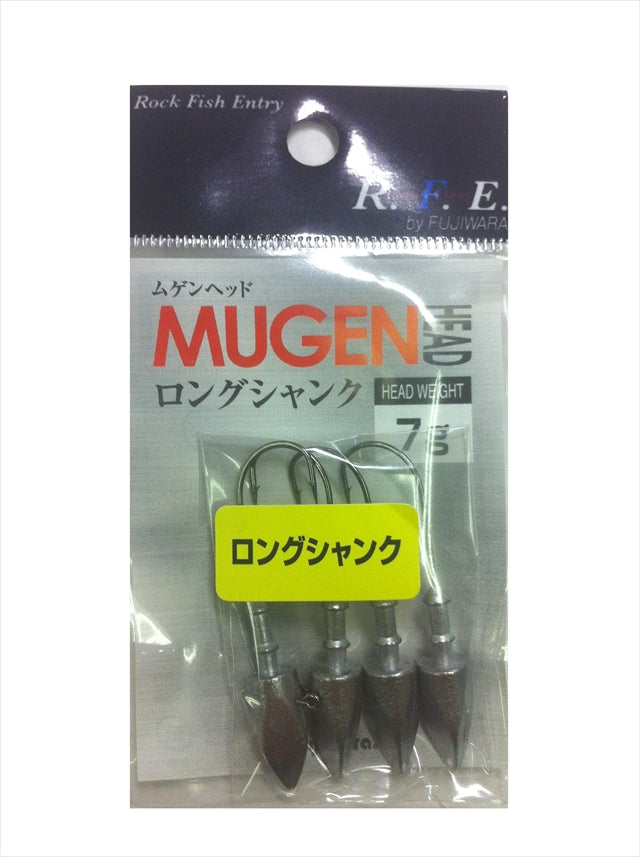 Rock Fish Entry
R. F. E.
by FUJIWARA
ムゲンヘッド
MUGEN HEAD
ロングシャンク
HEAD WEIGHT
7g
ロングシャンク